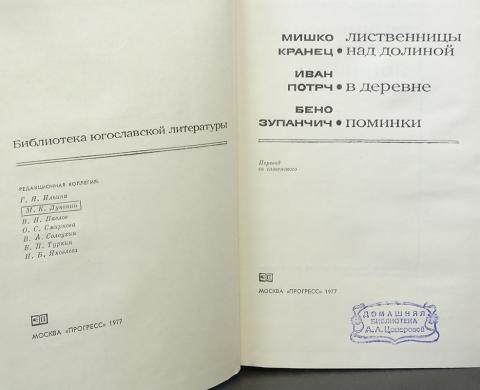 Библиотека югославской литературы
РЕДАКЦИОННАЯ КОЛЛЕГИЯ:
Г. Я. Ильина
М. К. Луконин
В. И. Павлов
О. С. Смирнова
В. А. Солоухин
В. П. Туркин
И. Б. Яковлева
МОСКВА «ПРОГРЕСС» 1977
МИШКО ЛИСТВЕННИЦЫ
КРАНЕЦ • НАД ДОЛИНОЙ
ИВАН
ПОТРЧ • В ДЕРЕВНЕ
БЕНО
ЗУПАНЧИЧ • ПОМИНКИ
Перевод
со словенского
МОСКВА «ПРОГРЕСС» 1977
ДОМАШНЯЯ
БИБЛИОТЕКА